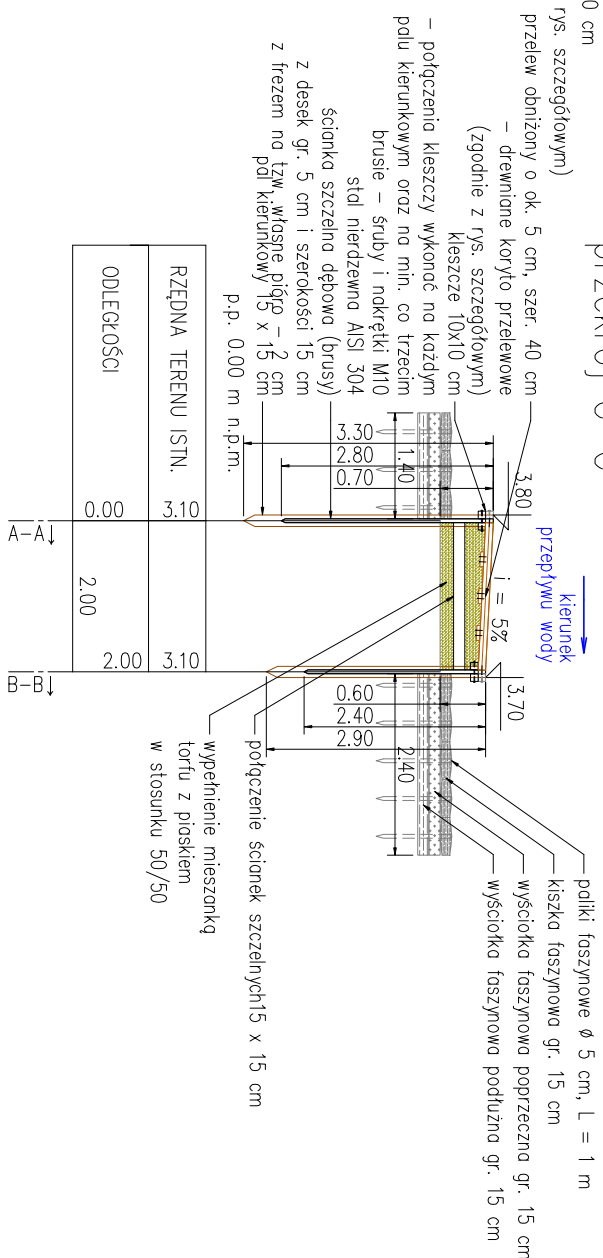 0 cm
rys. szczegółowym)
przelew obniżony o ok. 5 cm, szer. 40 cm
- drewniane koryto przelewowe
(zgodnie z rys. szczegółowym)
kleszcze 10x10 cm
- połączenia kleszczy wykonać na każdym
palu kierunkowym oraz na min. co trzecim
brusie - śruby i nakrętki M10
stal nierdzewna AISI 304
ścianka szczelna dębowa (brusy)
z desek gr. 5 cm i szerokości 15 cm
z frezem na tzw. własne pióro - 2 cm
pal kierunkowy 15 x 15 cm
p.p. 0.00 m n.p.m.
kierunek
przepływu wody
3.80
i = 5%
3.70
3.30
2.80
0.70
1.40
0.60
2.40
2.90
2.40
paliki faszynowe Ø 5 cm, L = 1 m
kiszka faszynowa gr. 15 cm
wyściółka faszynowa poprzeczna gr. 15 cm
wyściółka faszynowa podłużna gr. 15 cm
połączenie ścianek szczelnych15 x 15 cm
wypełnienie mieszanką
torfu z piaskiem
w stosunku 50/50
RZĘDNA TERENU ISTN.
3.10
3.10
ODLEGŁOŚCI
0.00
2.00
2.00
A-A
B-B